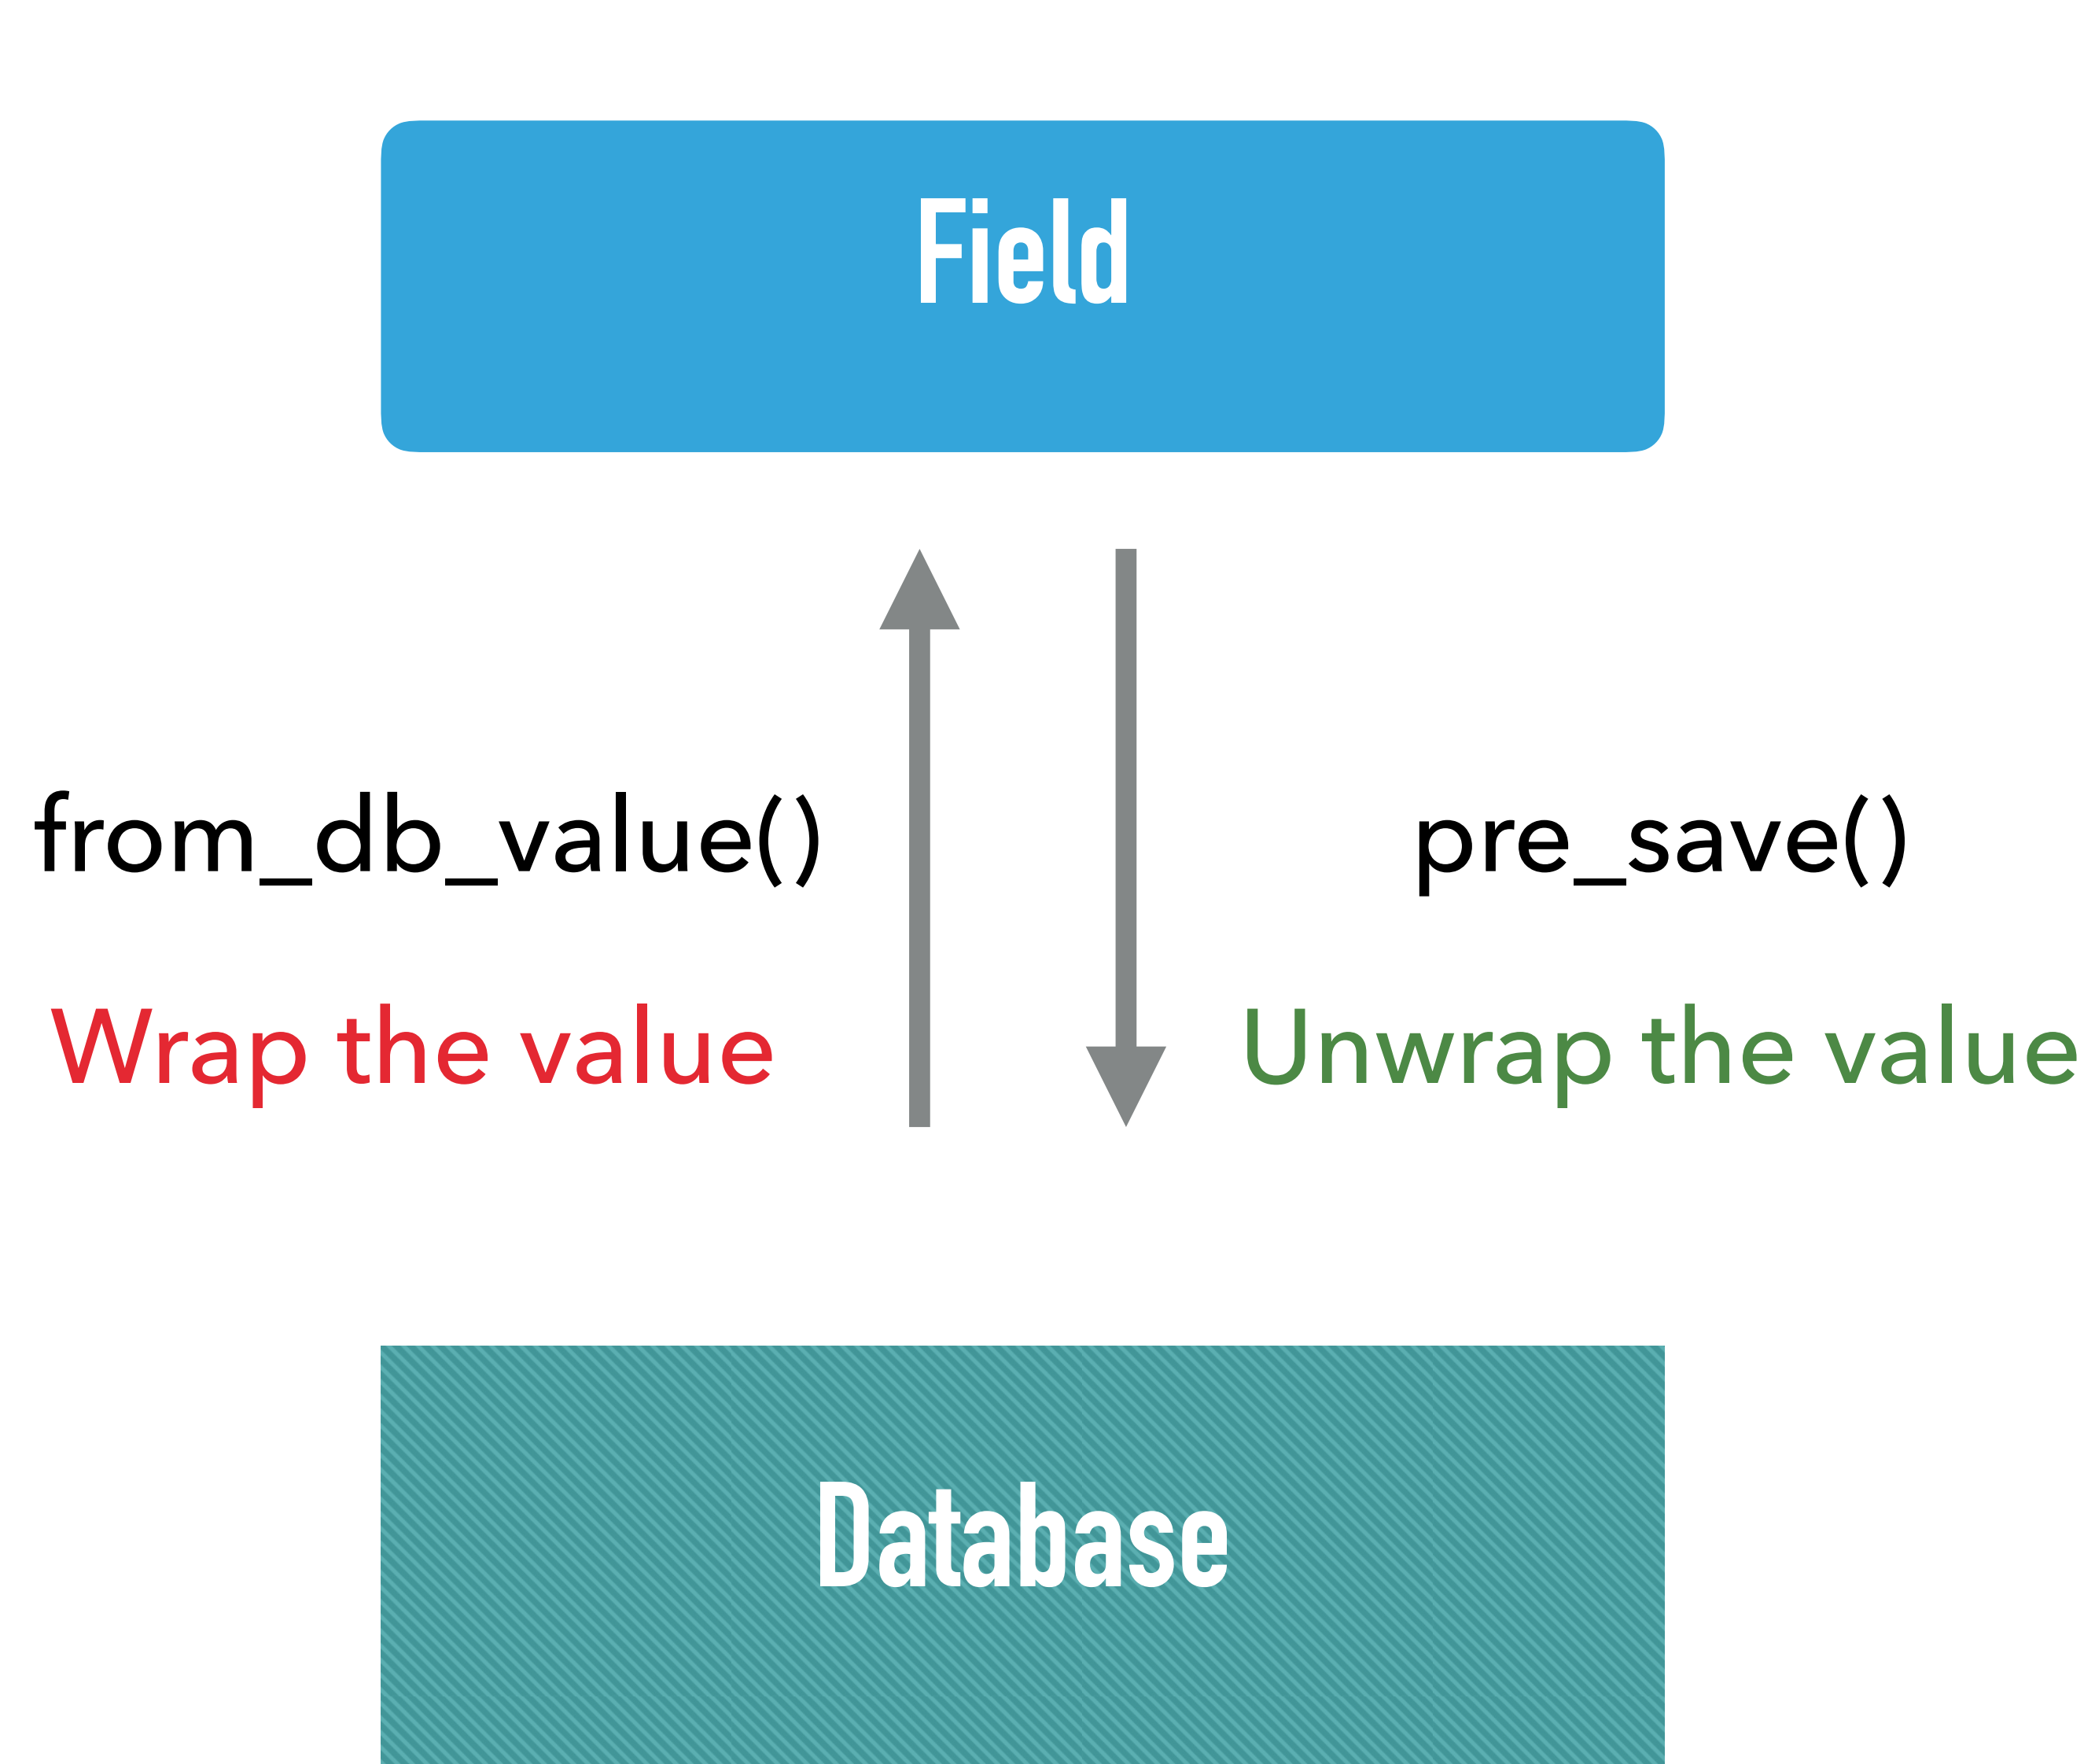 Field
from_db_value()
pre_save()
Wrap the value
Unwrap the value
Database